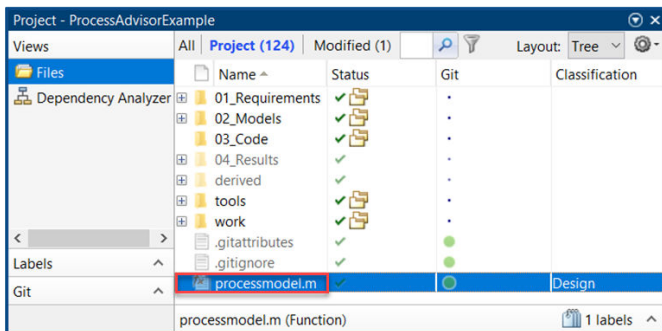 Project - ProcessAdvisorExample
Views
All Project (124) Modified (1) Layout: Tree
Files
Name Status Git Classification
Dependency Analyzer
01_Requirements
02_Models
03_Code
04_Results
derived
tools
work
.gitattributes
Labels
.gitignore
processmodel.m Design
Git
processmodel.m (Function) 1 labels